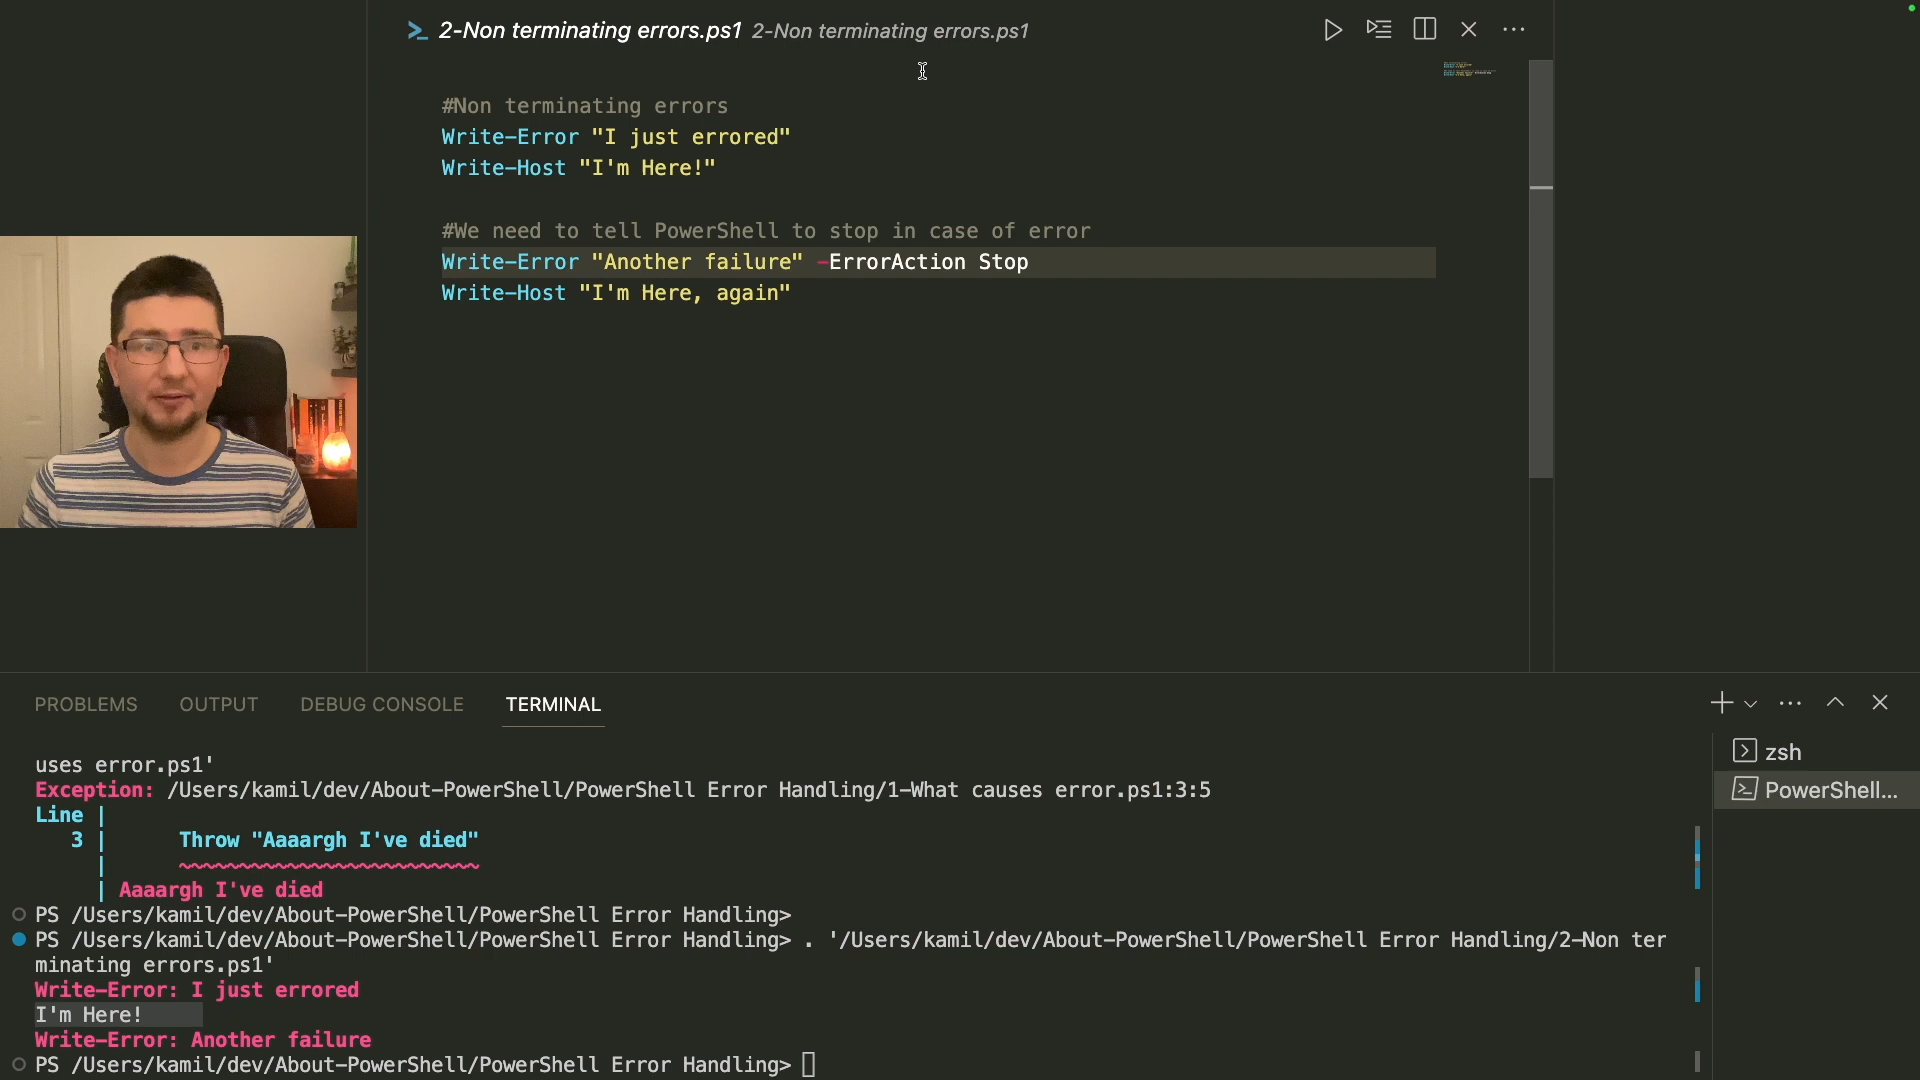 2-Non terminating errors.ps1 2-Non terminating errors.ps1
#Non terminating errors
Write-Error "I just errored"
Write-Host "I'm Here!"
#We need to tell PowerShell to stop in case of error
Write-Error "Another failure" -ErrorAction Stop
Write-Host "I'm Here, again"
PROBLEMS OUTPUT DEBUG CONSOLE TERMINAL
zsh
PowerShell...
uses error.ps1'
Exception: /Users/kamil/dev/About-PowerShell/PowerShell Error Handling/1-What causes error.ps1:3:5
Line |
3 | Throw "Aaaargh I've died"
| ~~~~~~~~~~~~~~~~~~~~~~~~~
| Aaaargh I've died
PS /Users/kamil/dev/About-PowerShell/PowerShell Error Handling>
PS /Users/kamil/dev/About-PowerShell/PowerShell Error Handling> . '/Users/kamil/dev/About-PowerShell/PowerShell Error Handling/2-Non ter
minating errors.ps1'
Write-Error: I just errored
I'm Here!
Write-Error: Another failure
PS /Users/kamil/dev/About-PowerShell/PowerShell Error Handling>